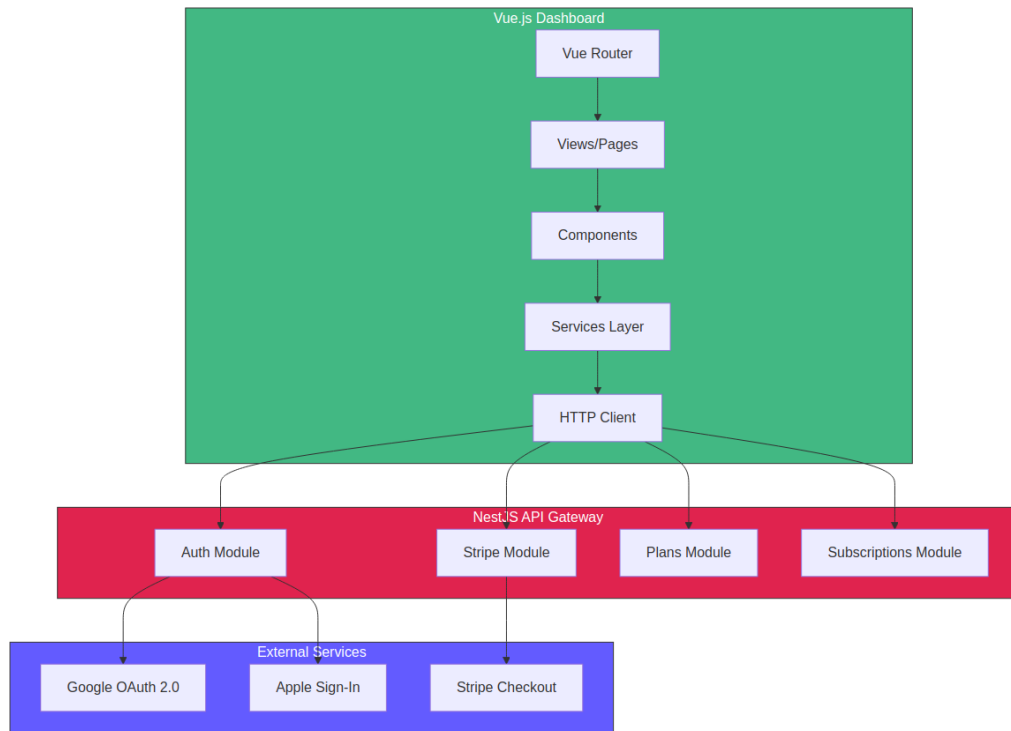 Vue.js Dashboard
Vue Router
Views/Pages
Components
Services Layer
HTTP Client
NestJS API Gateway
Auth Module
Stripe Module
Plans Module
Subscriptions Module
External Services
Google OAuth 2.0
Apple Sign-In
Stripe Checkout